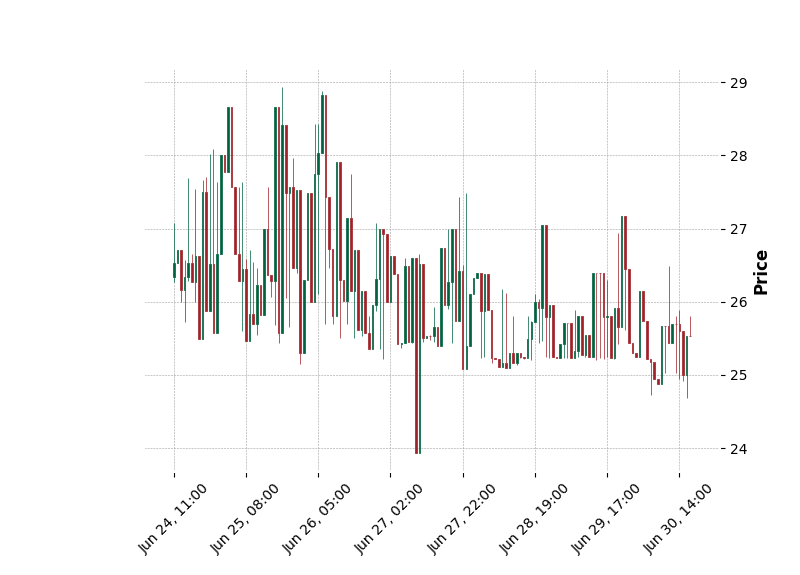 29
28
27
26
25
24
Price
Jun 24, 11:00
Jun 25, 08:00
Jun 26, 05:00
Jun 27, 02:00
Jun 27, 22:00
Jun 28, 19:00
Jun 29, 17:00
Jun 30, 14:00